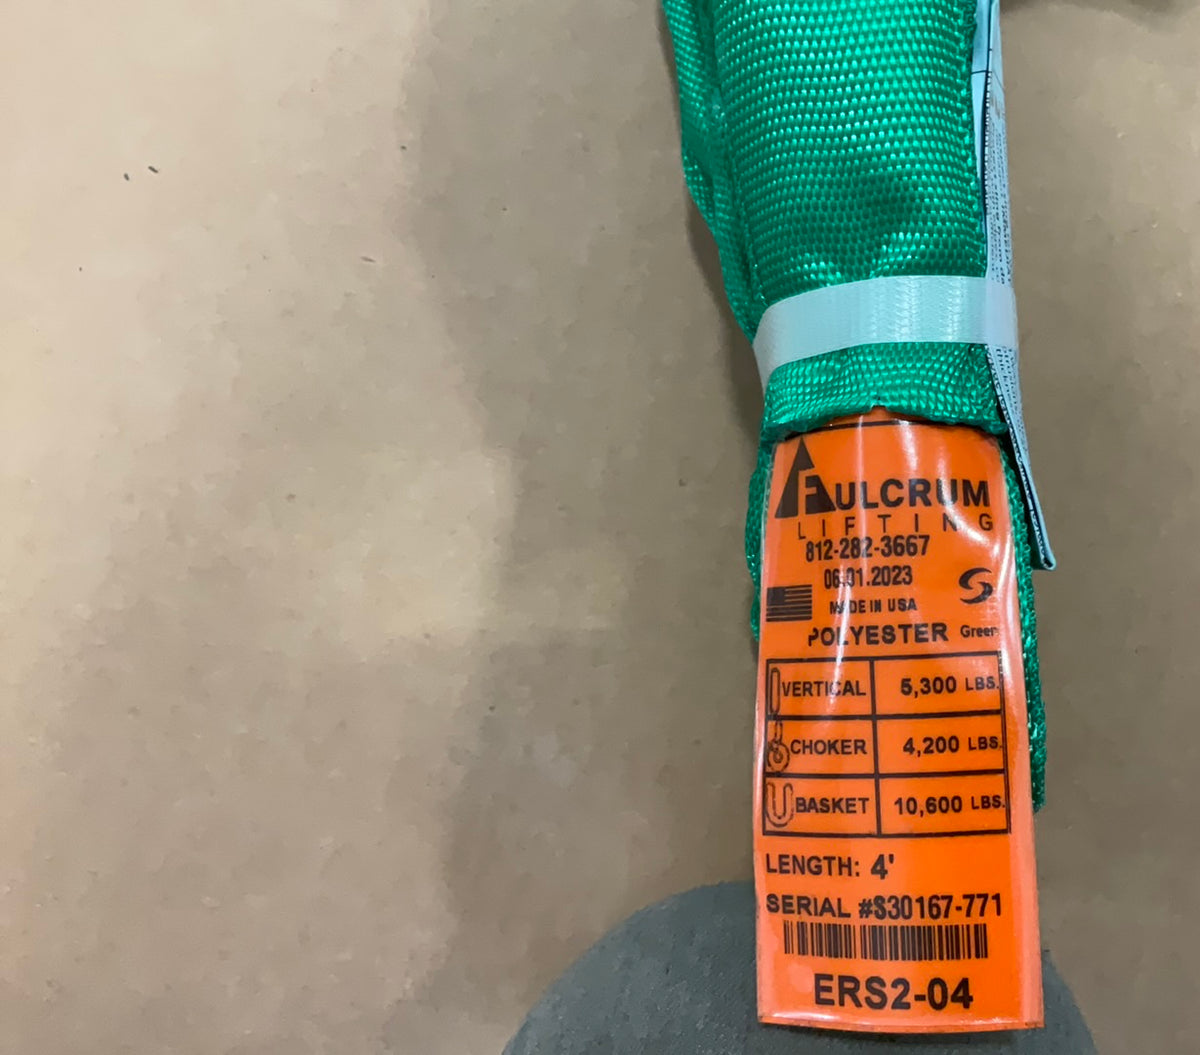 FULCRUM
LIFTING
812-282-3667
06.01.2023
MADE IN USA
POLYESTER Green
VERTICAL 5,300 LBS.
CHOKER 4,200 LBS.
BASKET 10,600 LBS.
LENGTH: 4'
SERIAL #S30167-771
ERS2-04